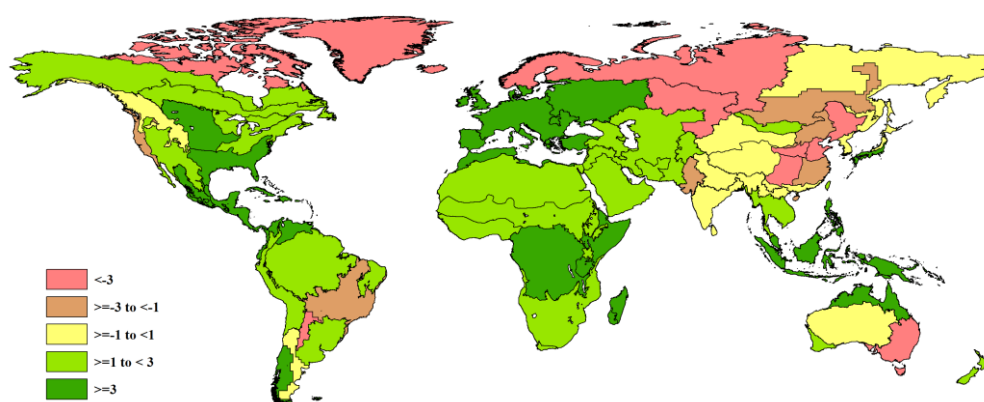 <-3
>=-3 to <-1
>=-1 to <1
>=1 to < 3
>=3